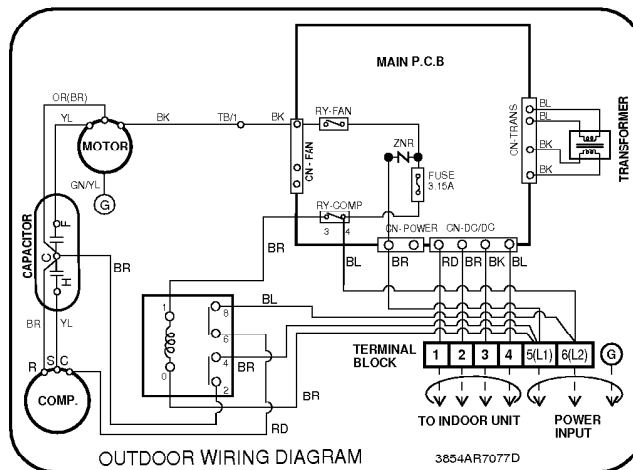 MAIN P.C.B
OR(BR)
YL
BK
TB/1
BK
RY-FAN
MOTOR
GN/YL
G
CN-FAN
ZNR
FUSE
3.15A
CN-TRANS
BL
BL
BK
BK
TRANSFORMER
RY-COMP
3 4
CN-POWER
CN-DC/DC
CAPACITOR
F
C
H
BR
BR
BL
BR
RD
BR
BK
BL
BR
YL
1
0
8
6
4
2
BL
BR
BR
RD
R
S
C
COMP.
TERMINAL
BLOCK
1
2
3
4
5(L1)
6(L2)
G
TO INDOOR UNIT
POWER
INPUT
OUTDOOR WIRING DIAGRAM
3854AR7077D